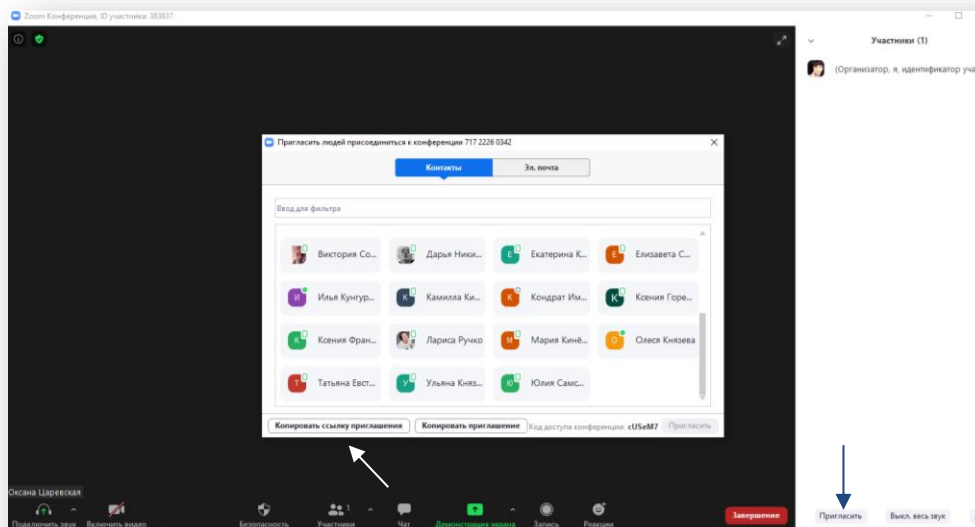 Zoom Конференция, ID участника: 383837
Участники (1)
(Организатор, я, идентификатор уча
Пригласить людей присоединиться к конференции 717 2226 0342
Контакты
Эл. почта
Ввод для фильтра
Виктория Со...
Дарья Ники...
Е Екатерина К...
Е Елизавета С...
И Илья Кунгур...
К Камилла Ки...
К Кондрат Им...
К Ксения Горе...
К Ксения Фран...
Лариса Ручко
М Мария Кинё...
О Олеся Князева
Т Татьяна Евст...
У Ульяна Княз...
Ю Юлия Самс...
Копировать ссылку приглашения
Копировать приглашение
Код доступа конференции: cUSeM7
Пригласить
Оксана Царевская
Подключить звук
Включить видео
Безопасность
1
Участники
Чат
Демонстрация экрана
Запись
Реакции
Завершение
Пригласить
Выкл. весь звук